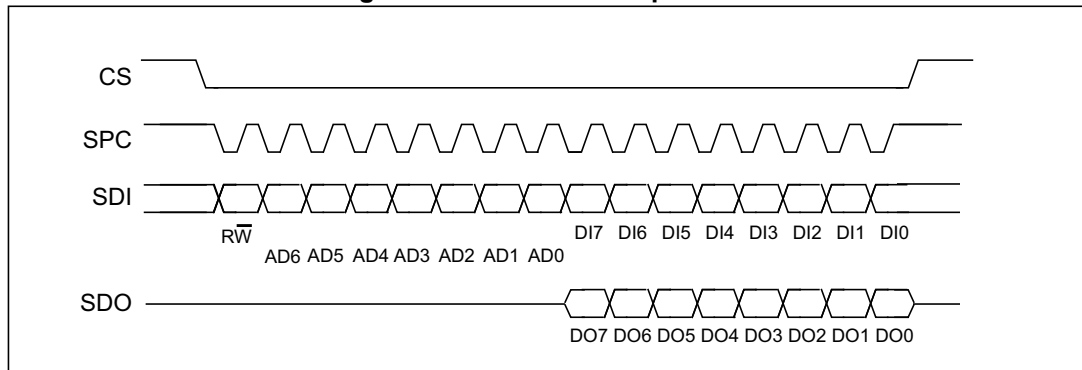 CS
SPC
SDI
RW̅
DI7 DI6 DI5 DI4 DI3 DI2 DI1 DI0
AD6 AD5 AD4 AD3 AD2 AD1 AD0
SDO
DO7 DO6 DO5 DO4 DO3 DO2 DO1 DO0